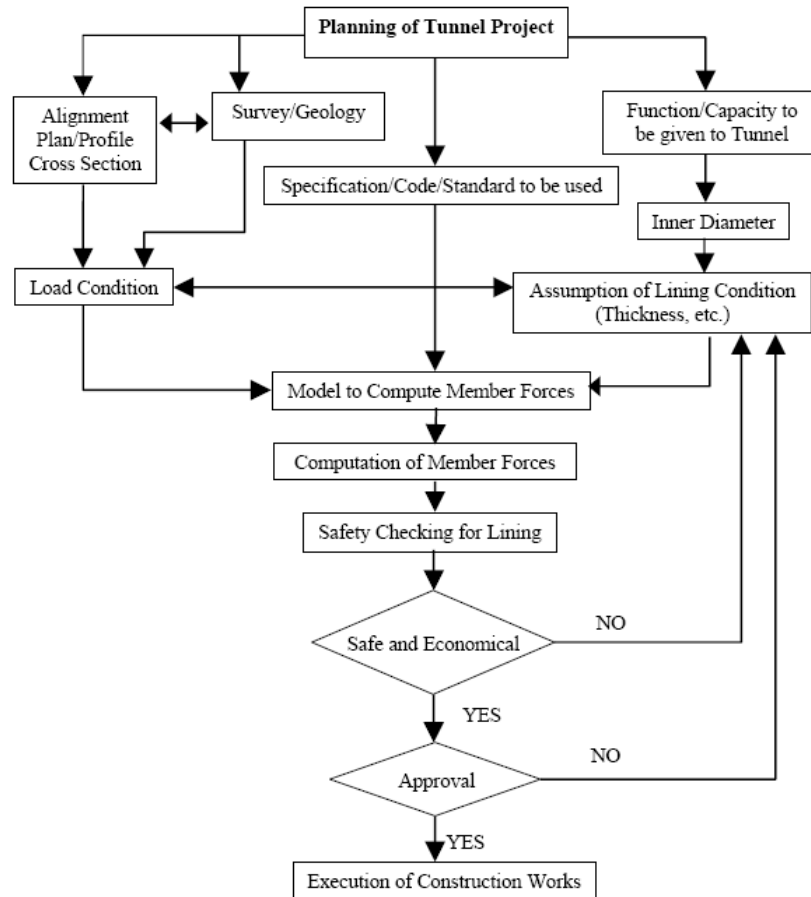 Planning of Tunnel Project
Alignment
Plan/Profile
Cross Section
Survey/Geology
Function/Capacity to
be given to Tunnel
Specification/Code/Standard to be used
Inner Diameter
Load Condition
Assumption of Lining Condition
(Thickness, etc.)
Model to Compute Member Forces
Computation of Member Forces
Safety Checking for Lining
Safe and Economical
NO
YES
Approval
NO
YES
Execution of Construction Works